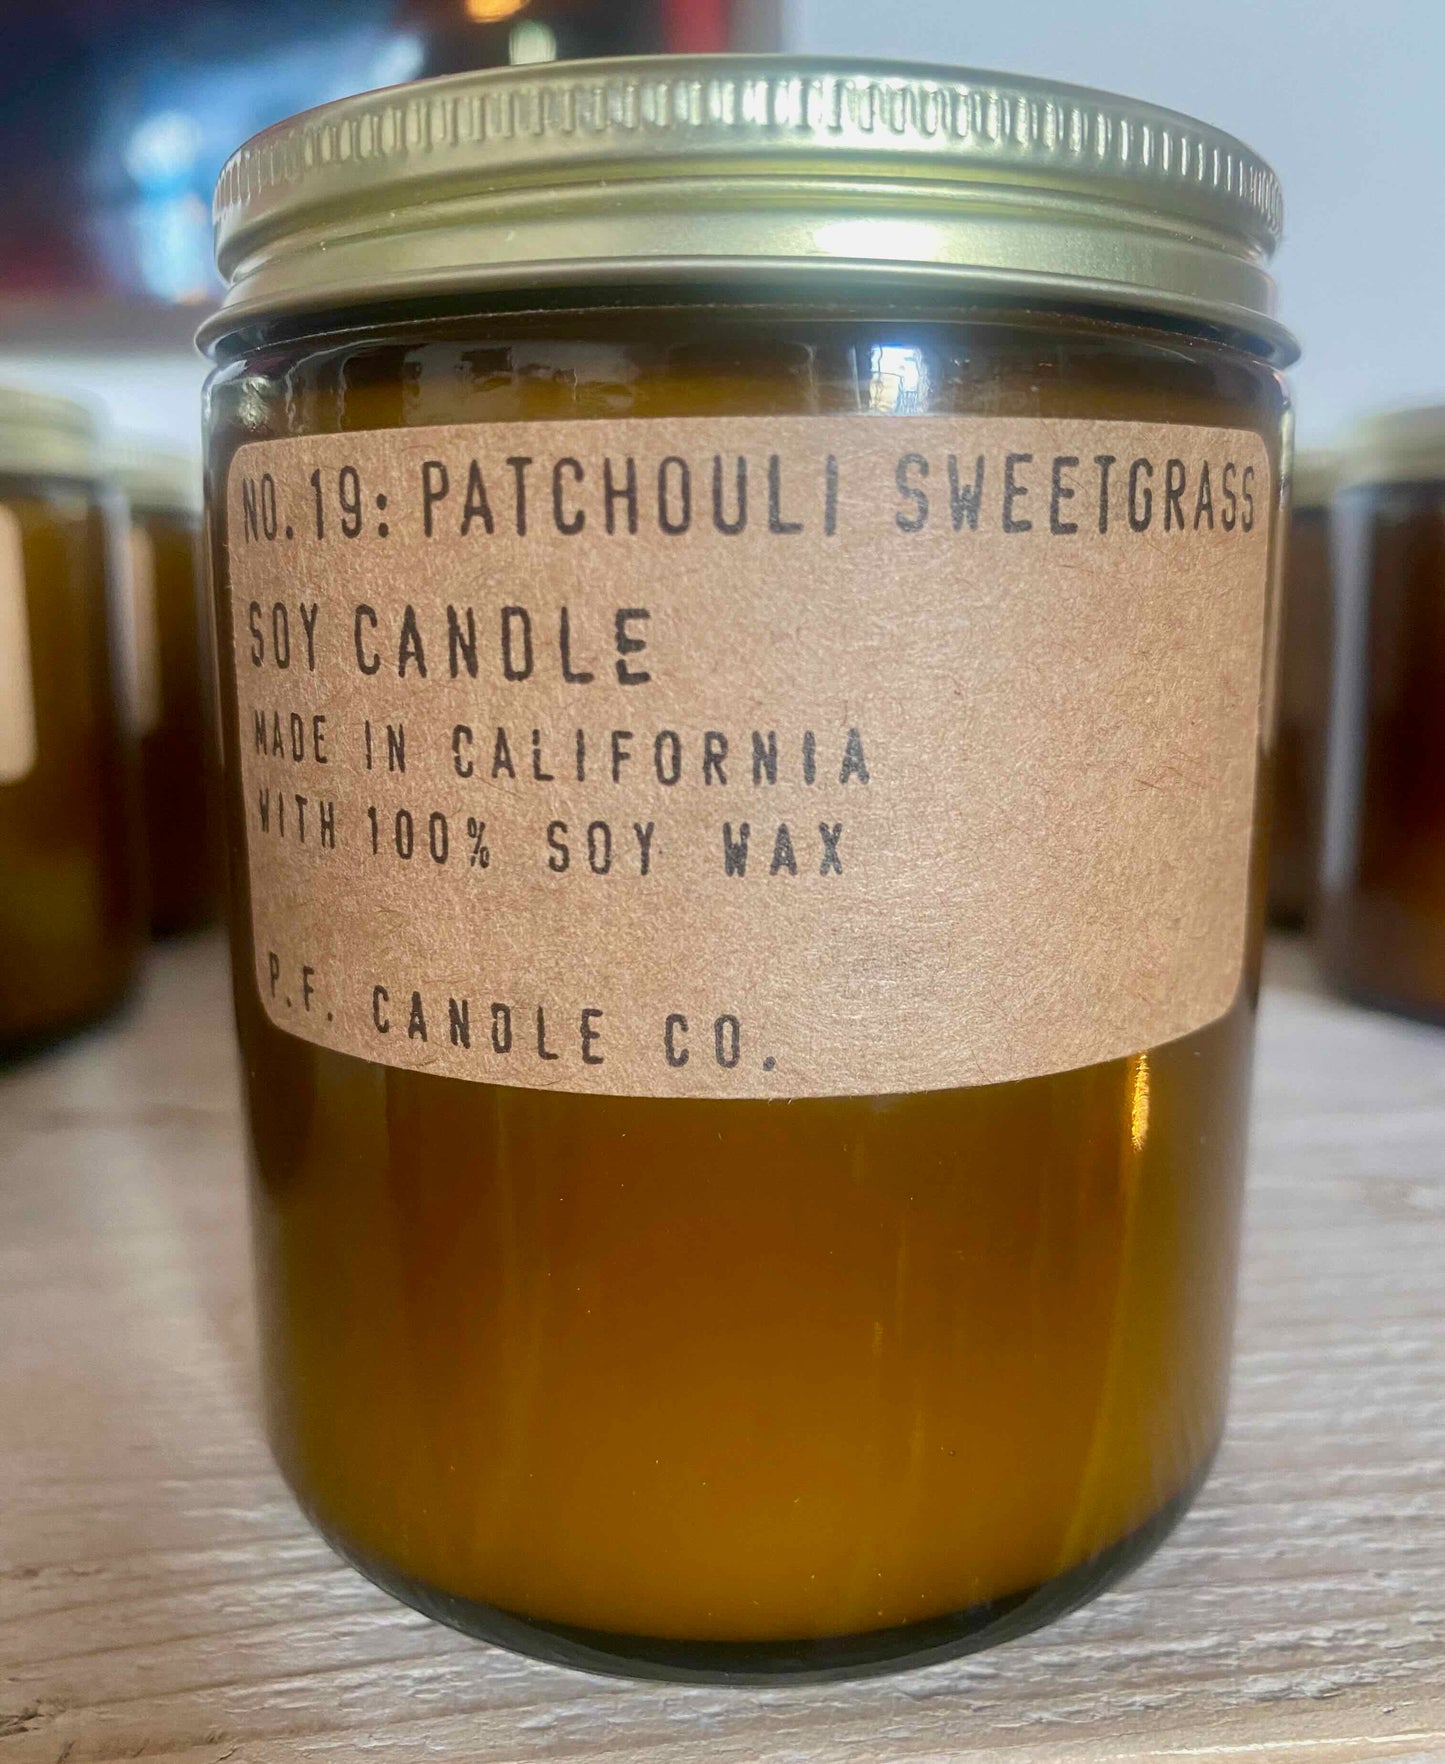 NO. 19: PATCHOULI SWEETGRASS
SOY CANDLE
MADE IN CALIFORNIA
WITH 100% SOY WAX
P.F. CANDLE CO.